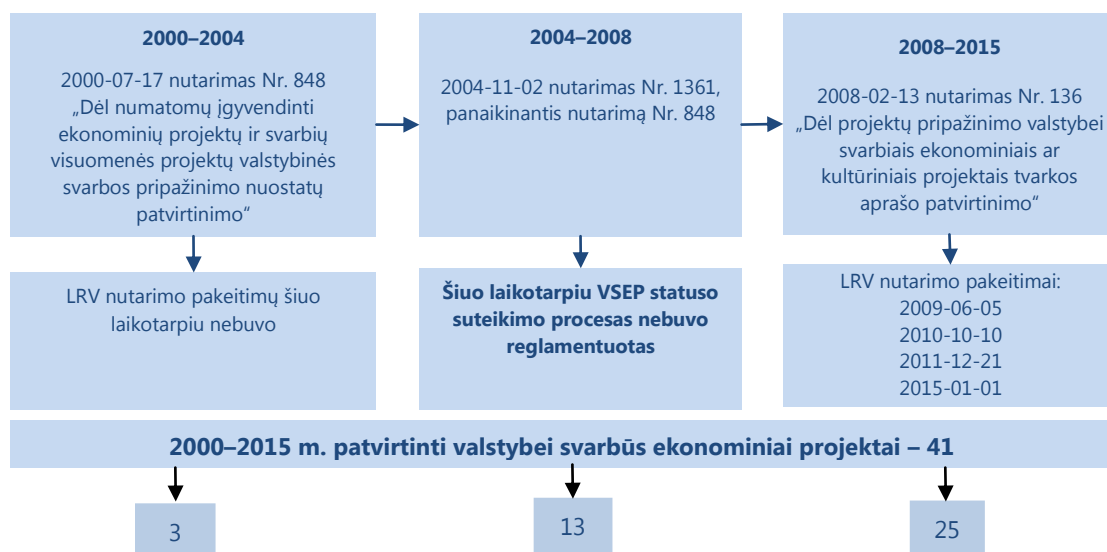 2000–2004
2000-07-17 nutarimas Nr. 848
„Dėl numatomų įgyvendinti
ekonominių projektų ir svarbių
visuomenės projektų valstybinės
svarbos pripažinimo nuostatų
patvirtinimo“
2004–2008
2004-11-02 nutarimas Nr. 1361,
panaikinantis nutarimą Nr. 848
2008–2015
2008-02-13 nutarimas Nr. 136
„Dėl projektų pripažinimo valstybei
svarbiais ekonominiais ar
kultūriniais projektais tvarkos
aprašo patvirtinimo“
LRV nutarimo pakeitimų šiuo
laikotarpiu nebuvo
Šiuo laikotarpiu VSEP statuso
suteikimo procesas nebuvo
reglamentuotas
LRV nutarimo pakeitimai:
2009-06-05
2010-10-10
2011-12-21
2015-01-01
2000–2015 m. patvirtinti valstybei svarbūs ekonominiai projektai – 41
3
13
25